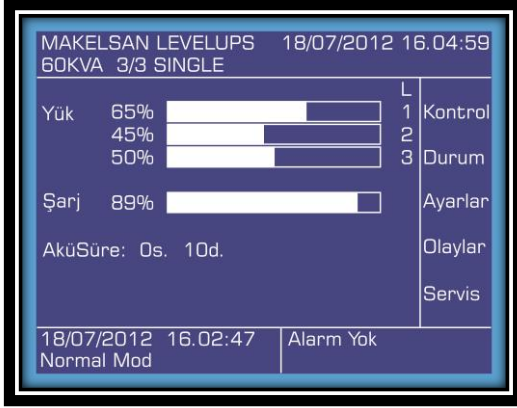 MAKELSAN LEVELUPS 18/07/2012 16.04:59
60KVA 3/3 SINGLE
L
Yük 65% 1 Kontrol
45% 2
50% 3 Durum
Şarj 89% Ayarlar
AküSüre: 0s. 10d. Olaylar
Servis
18/07/2012 16.02:47 Alarm Yok
Normal Mod